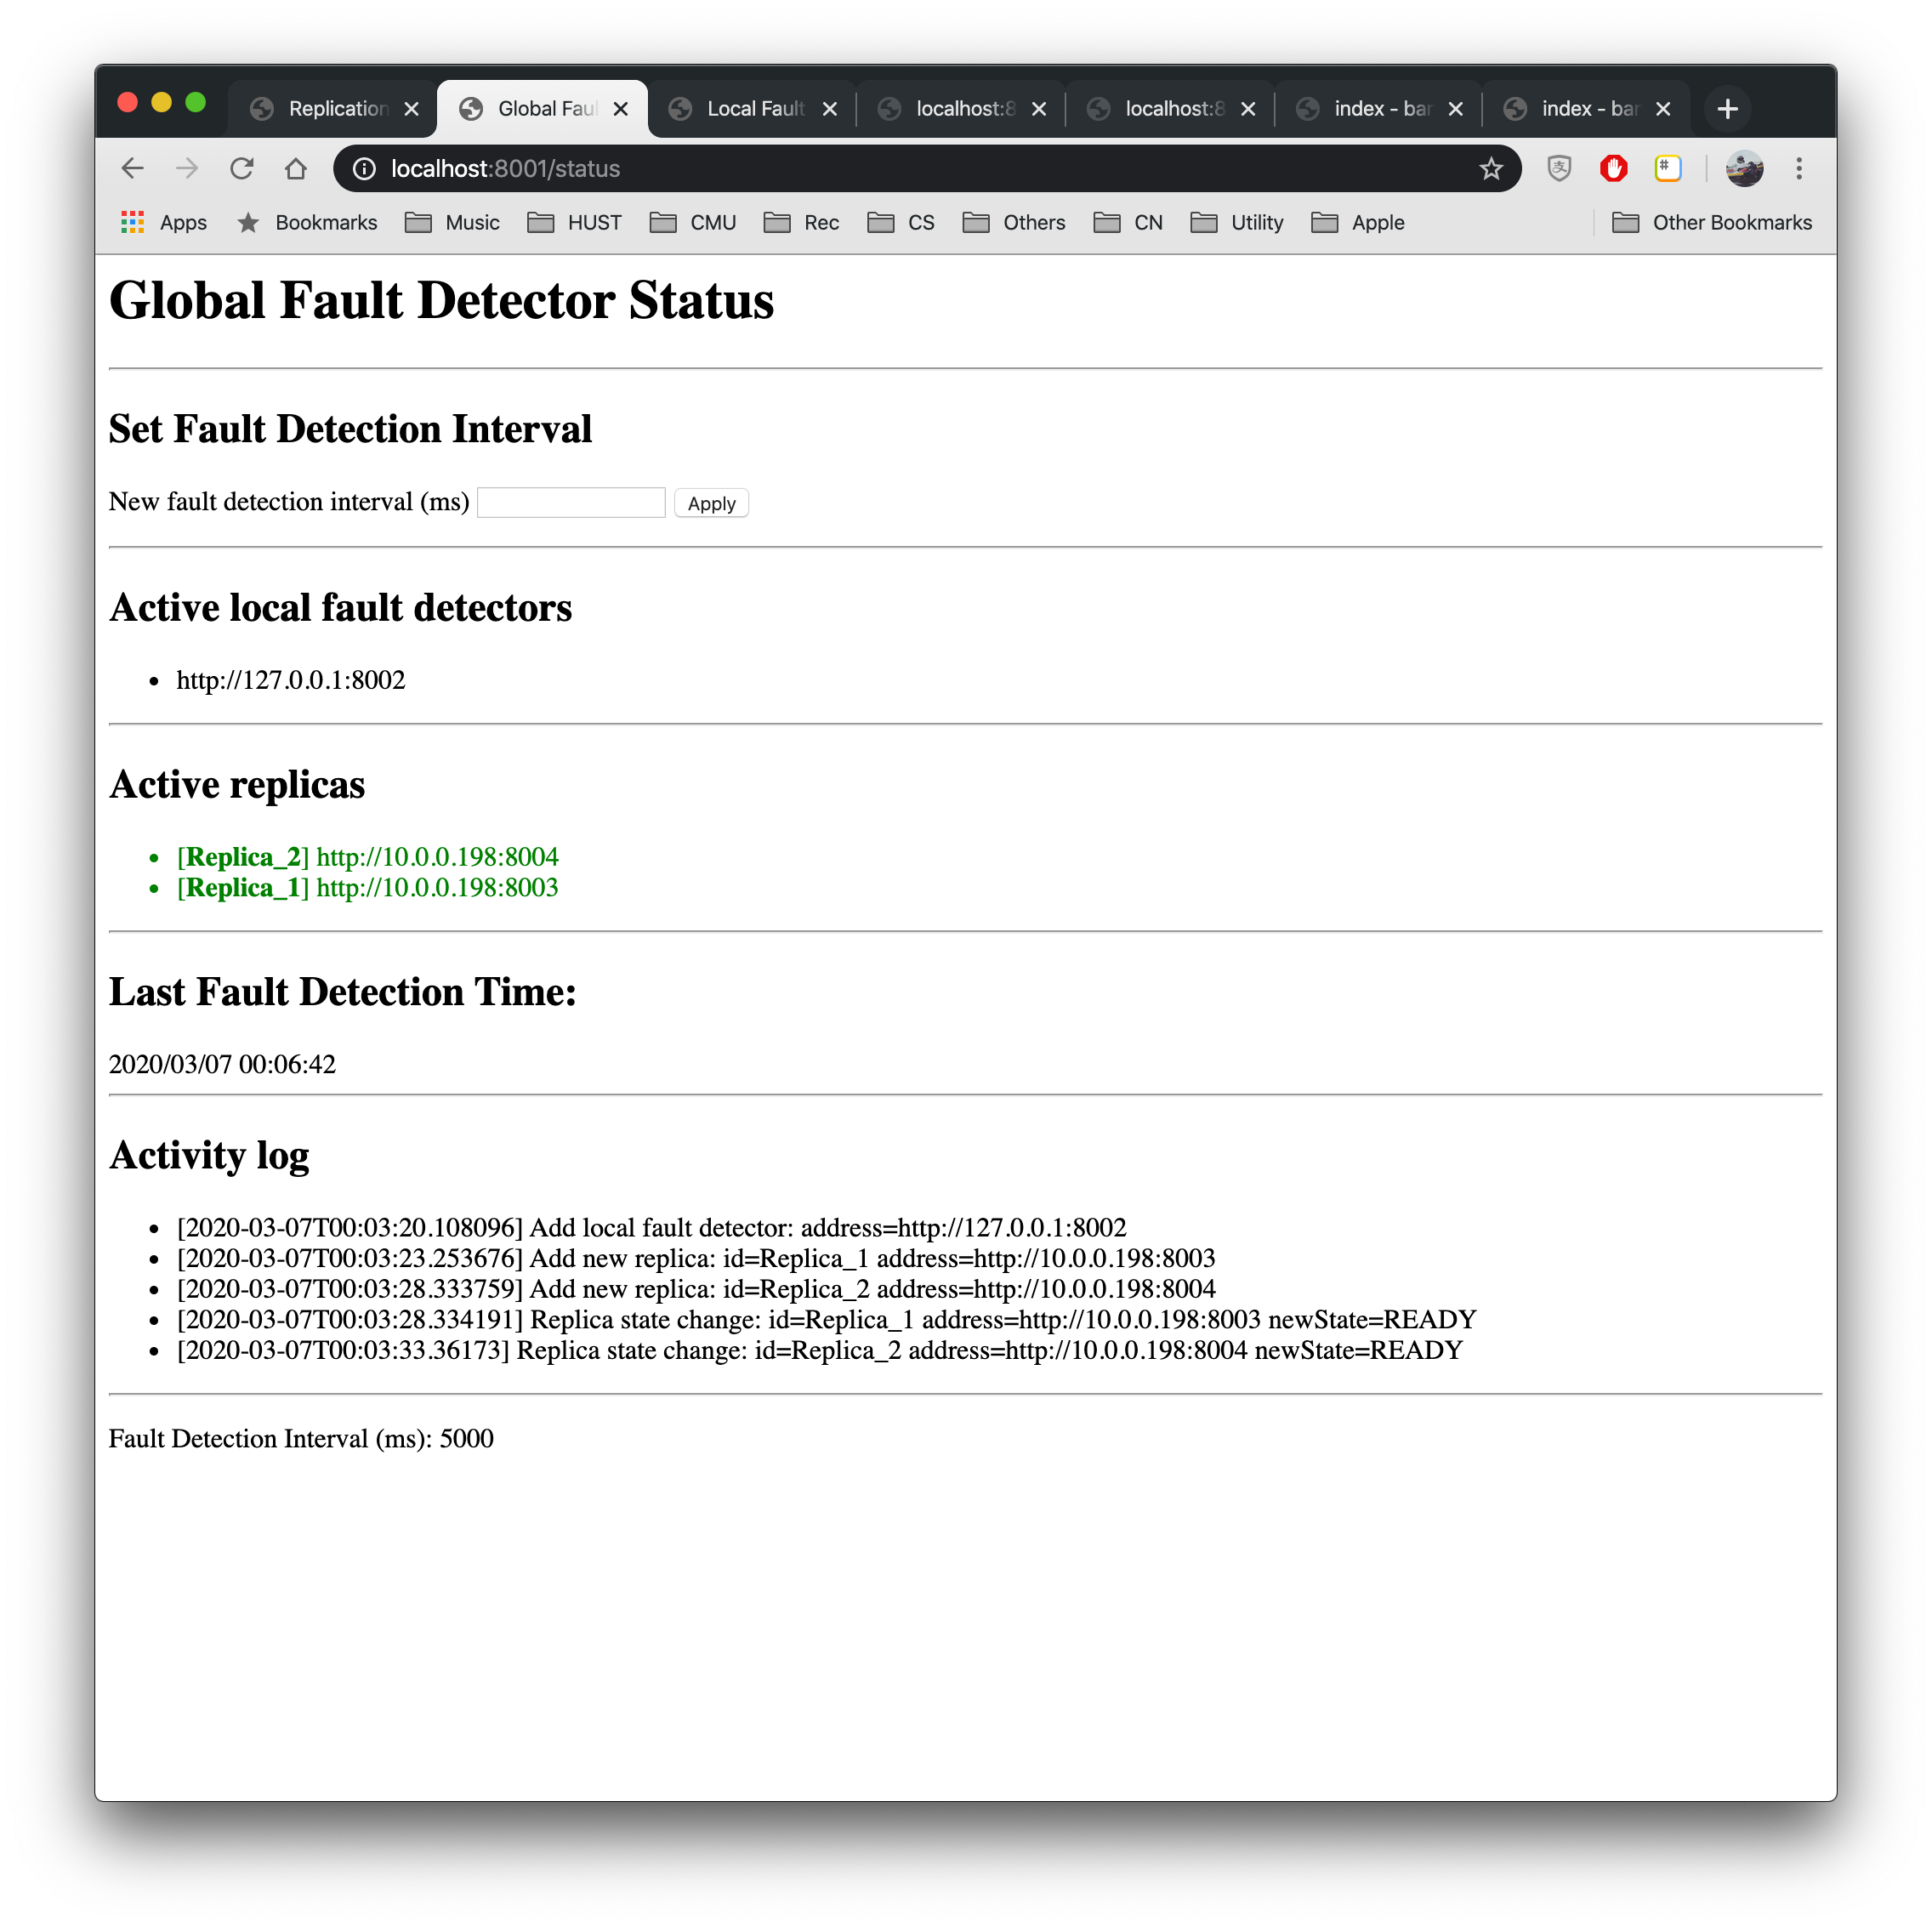 Replication
Global Faul
Local Fault
localhost:8
localhost:8
index - bar
index - bar
localhost:8001/status
Apps Bookmarks Music HUST CMU Rec CS Others CN Utility Apple Other Bookmarks
Global Fault Detector Status
Set Fault Detection Interval
New fault detection interval (ms) Apply
Active local fault detectors
• http://127.0.0.1:8002
Active replicas
• [Replica_2] http://10.0.0.198:8004
• [Replica_1] http://10.0.0.198:8003
Last Fault Detection Time:
2020/03/07 00:06:42
Activity log
• [2020-03-07T00:03:20.108096] Add local fault detector: address=http://127.0.0.1:8002
• [2020-03-07T00:03:23.253676] Add new replica: id=Replica_1 address=http://10.0.0.198:8003
• [2020-03-07T00:03:28.333759] Add new replica: id=Replica_2 address=http://10.0.0.198:8004
• [2020-03-07T00:03:28.334191] Replica state change: id=Replica_1 address=http://10.0.0.198:8003 newState=READY
• [2020-03-07T00:03:33.36173] Replica state change: id=Replica_2 address=http://10.0.0.198:8004 newState=READY
Fault Detection Interval (ms): 5000